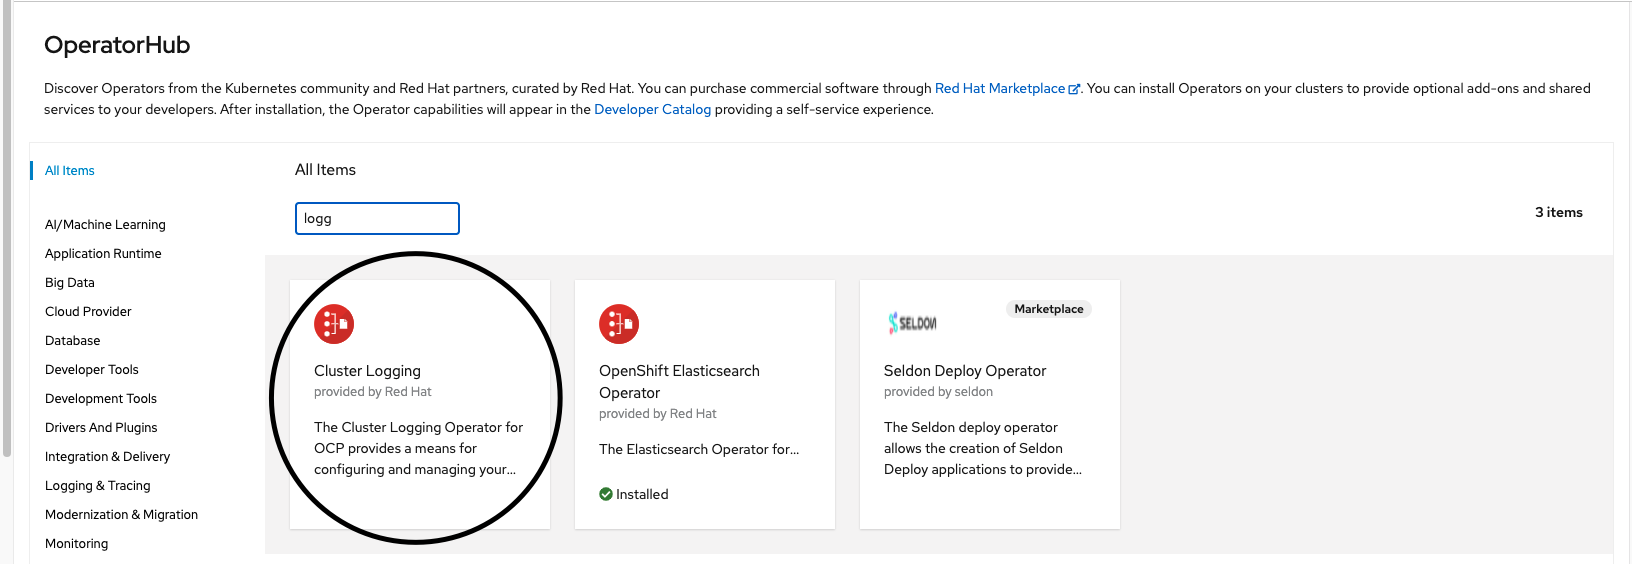 OperatorHub
Discover Operators from the Kubernetes community and Red Hat partners, curated by Red Hat. You can purchase commercial software through Red Hat Marketplace. You can install Operators on your clusters to provide optional add-ons and shared
services to your developers. After installation, the Operator capabilities will appear in the Developer Catalog providing a self-service experience.
All Items
AI/Machine Learning
Application Runtime
Big Data
Cloud Provider
Database
Developer Tools
Development Tools
Drivers And Plugins
Integration & Delivery
Logging & Tracing
Modernization & Migration
Monitoring
All Items
logg
3 items
Cluster Logging
provided by Red Hat
The Cluster Logging Operator for
OCP provides a means for
configuring and managing your...
OpenShift Elasticsearch
Operator
provided by Red Hat
The Elasticsearch Operator for...
Installed
SELDON
Marketplace
Seldon Deploy Operator
provided by seldon
The Seldon deploy operator
allows the creation of Seldon
Deploy applications to provide...